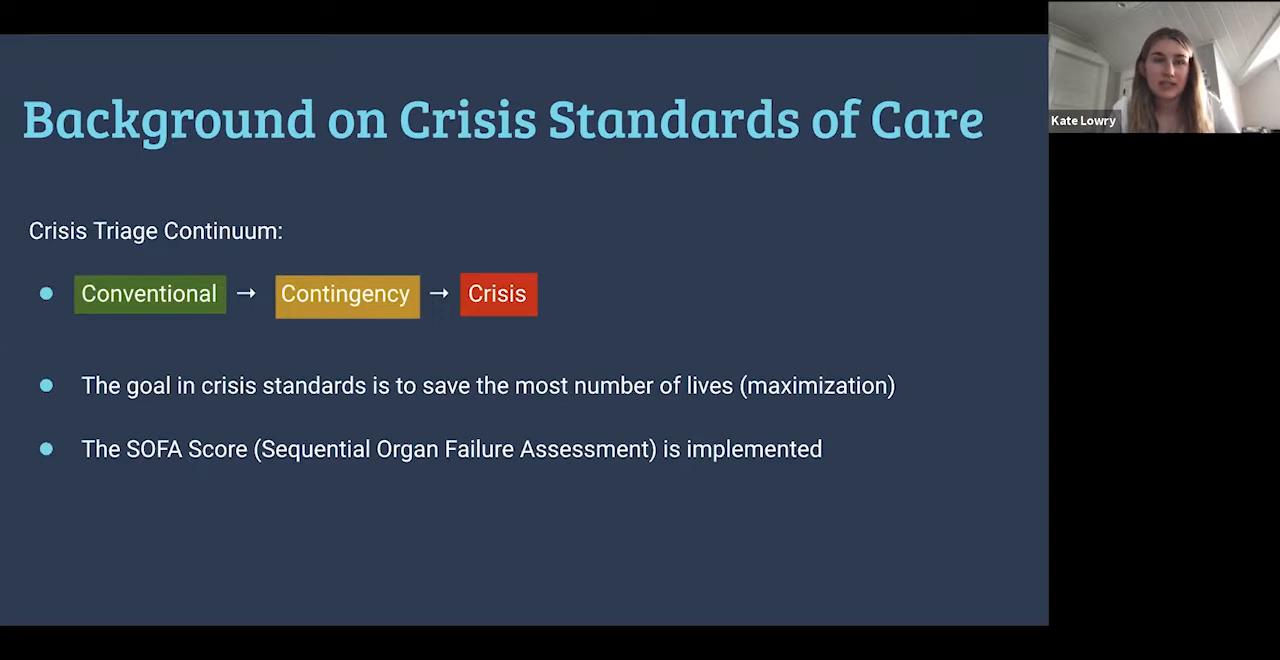 Background on Crisis Standards of Care
Kate Lowry
Crisis Triage Continuum:
Conventional → Contingency → Crisis
The goal in crisis standards is to save the most number of lives (maximization)
The SOFA Score (Sequential Organ Failure Assessment) is implemented